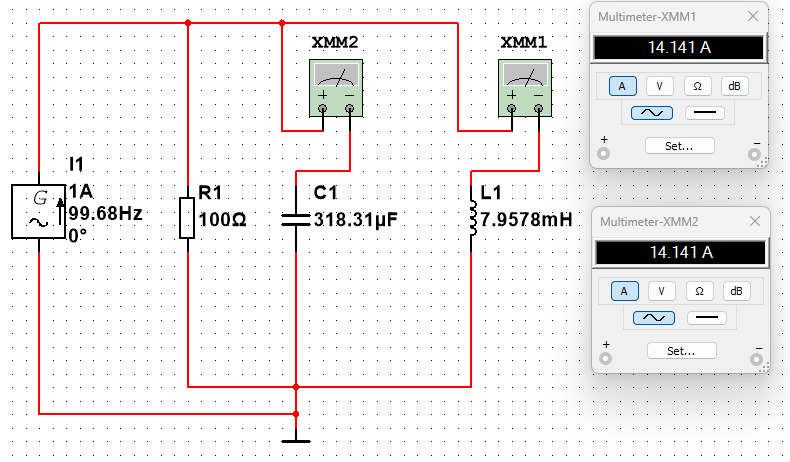 Multimeter-XMM1
14.141 A
A V Ω dB
+ −
Set...
XMM2
XMM1
+ −
+ −
I1
1A
99.68Hz
0°
G
R1
100Ω
C1
318.31µF
L1
7.9578mH
Multimeter-XMM2
14.141 A
A V Ω dB
+ −
Set...